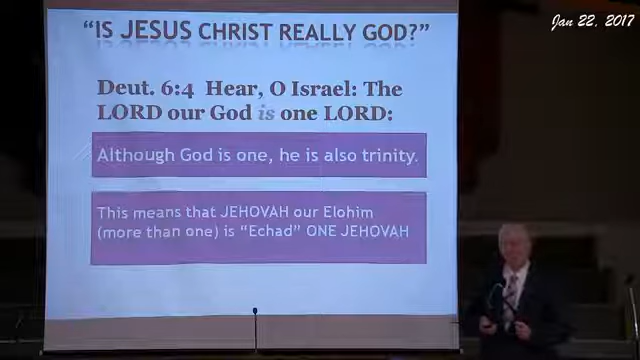 Jan 22, 2017
“IS JESUS CHRIST REALLY GOD?”
Deut. 6:4 Hear, O Israel: The
LORD our God is one LORD:
Although God is one, he is also trinity.
This means that JEHOVAH our Elohim
(more than one) is “Echad” ONE JEHOVAH